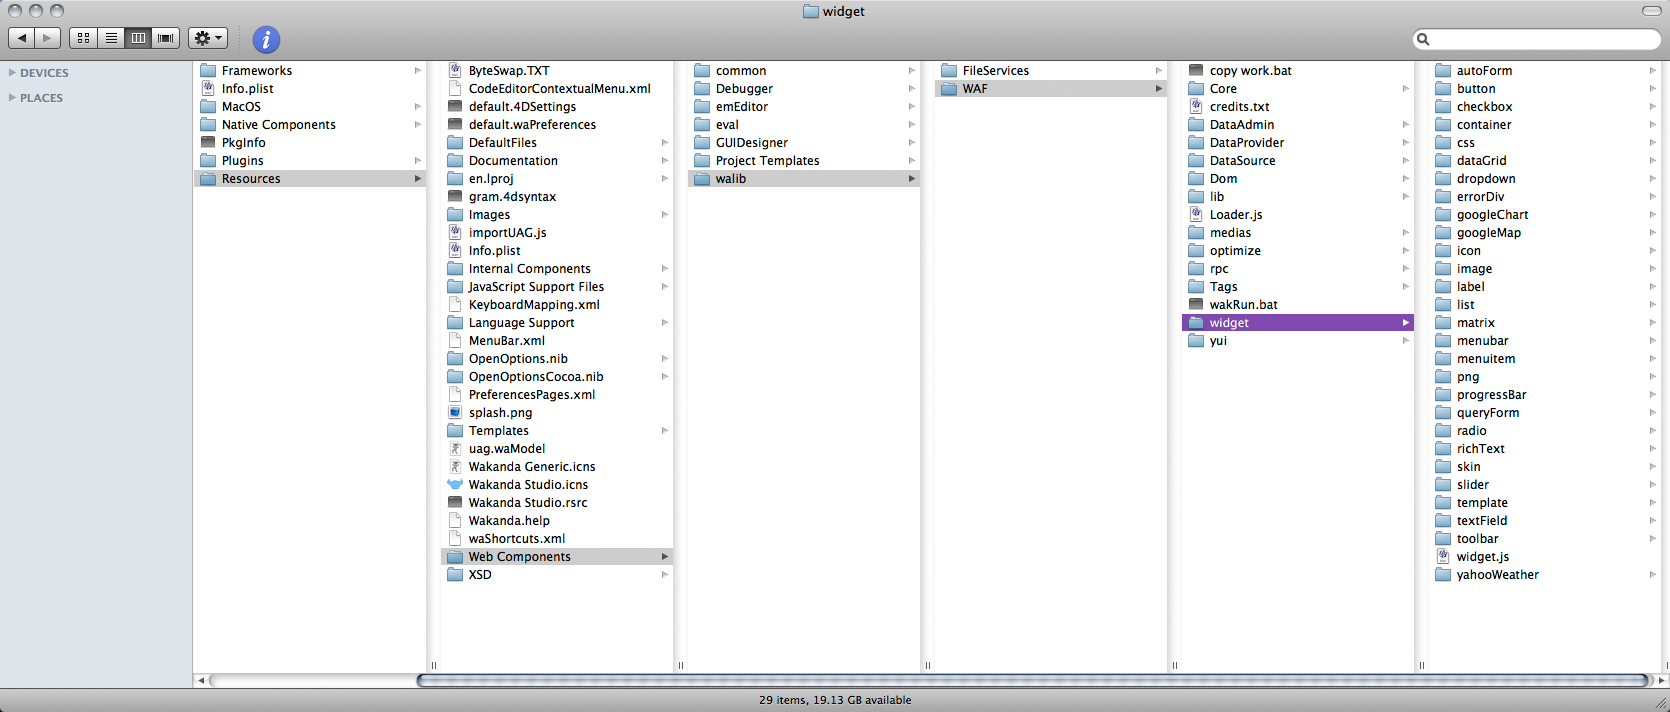 widget
DEVICES
PLACES
Frameworks
Info.plist
MacOS
Native Components
PkgInfo
Plugins
Resources
ByteSwap.TXT
CodeEditorContextualMenu.xml
default.4DSettings
default.waPreferences
DefaultFiles
Documentation
en.lproj
gram.4dsyntax
Images
importUAG.js
Info.plist
Internal Components
JavaScript Support Files
KeyboardMapping.xml
Language Support
MenuBar.xml
OpenOptions.nib
OpenOptionsCocoa.nib
PreferencesPages.xml
splash.png
Templates
uag.waModel
Wakanda Generic.icns
Wakanda Studio.icns
Wakanda Studio.rsrc
Wakanda.help
waShortcuts.xml
Web Components
XSD
common
Debugger
emEditor
eval
GUIDesigner
Project Templates
walib
FileServices
WAF
copy work.bat
Core
credits.txt
DataAdmin
DataProvider
DataSource
Dom
lib
Loader.js
medias
optimize
rpc
Tags
wakRun.bat
widget
yui
autoForm
button
checkbox
container
css
dataGrid
dropdown
errorDiv
googleChart
googleMap
icon
image
label
list
matrix
menubar
menuitem
png
progressBar
queryForm
radio
richText
skin
slider
template
textField
toolbar
widget.js
yahooWeather
29 items, 19.13 GB available